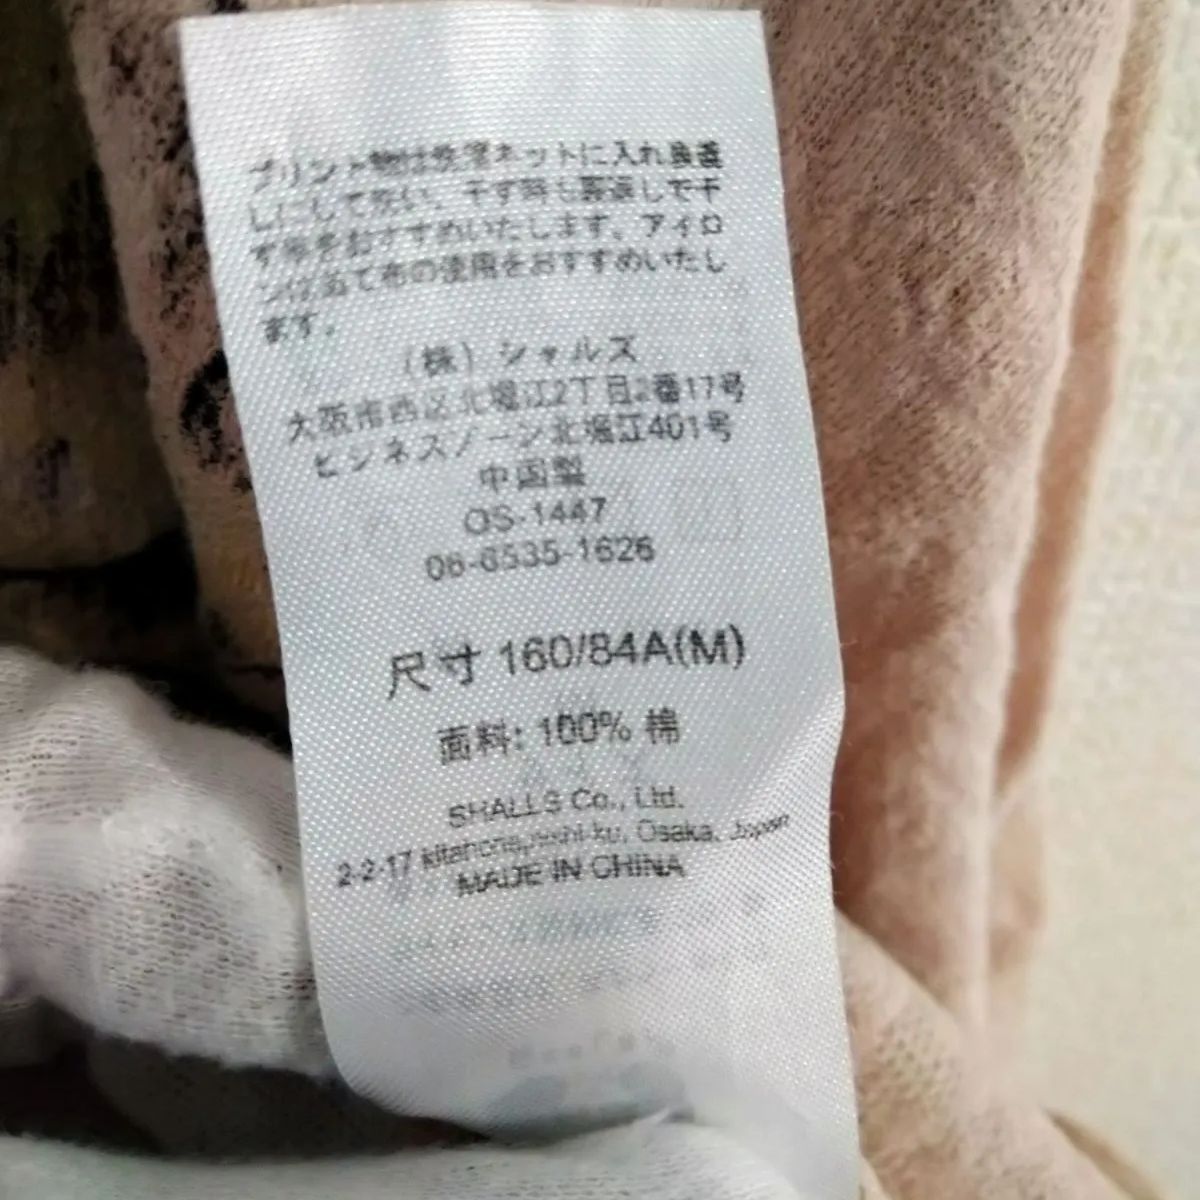 プリント物は洗濯ネットに入れ裏返
しにして洗い、干す時も裏返しで干
す事をおすすめいたします。アイロ
ンは当て布の使用をおすすめいたし
ます。
(株) シャルズ
大阪市西区北堀江2丁目2番17号
ビジネスゾーン北堀江401号
中国製
OS-1447
06-6535-1626
尺寸 160/84A(M)
面料: 100% 棉
SHALLS Co., Ltd.
2-2-17 Osaka, Japan
MADE IN CHINA